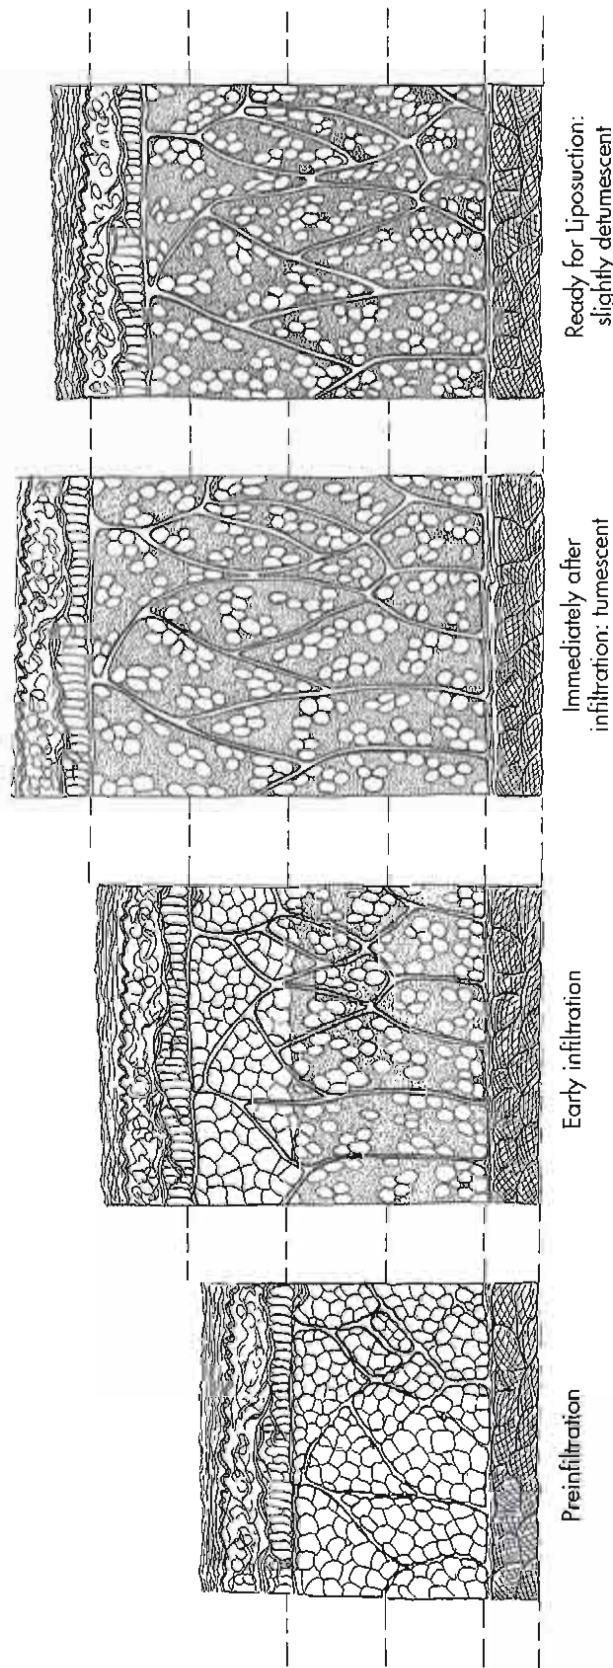 Preinfiltration
Early infiltration
Immediately after
infiltration: tumescent
Ready for Liposuction:
slightly detumescent